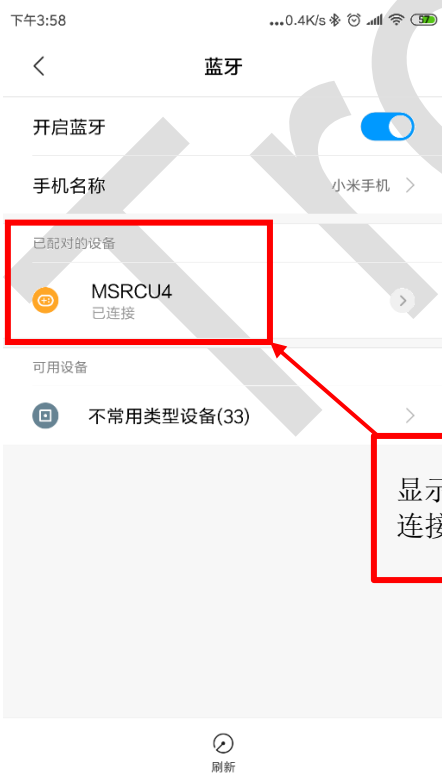 下午3:58
...0.4K/s
57
蓝牙
开启蓝牙
手机名称
小米手机
已配对的设备
MSRCU4
已连接
可用设备
不常用类型设备(33)
显示
连接
刷新